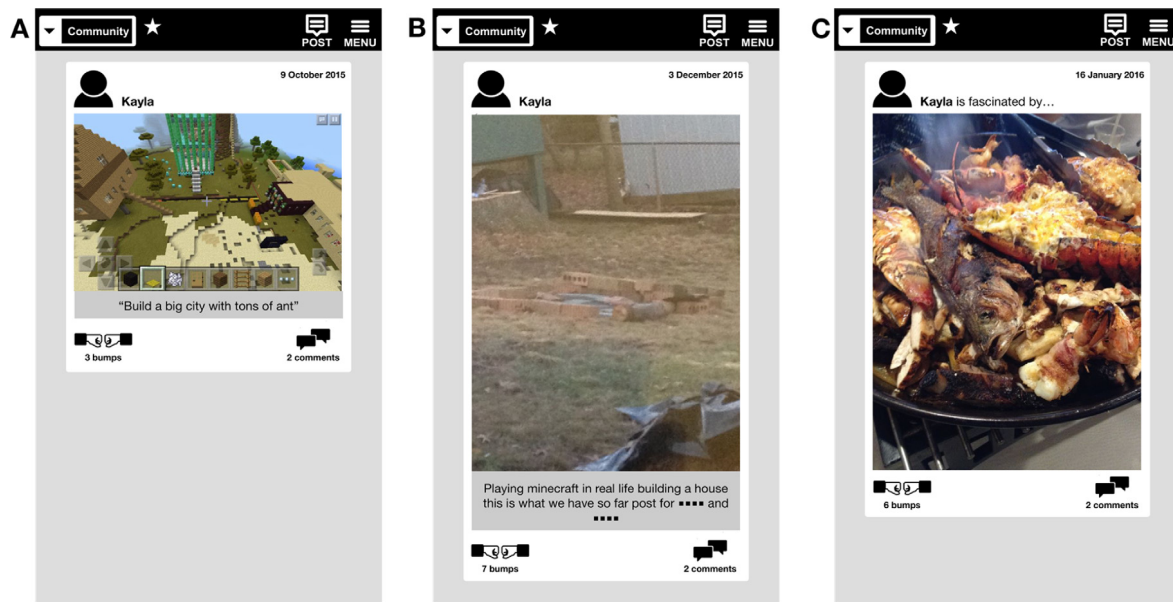 A
Community
POST
MENU
9 October 2015
Kayla
“Build a big city with tons of ant”
3 bumps
2 comments
B
Community
POST
MENU
3 December 2015
Kayla
Playing minecraft in real life building a house
this is what we have so far post for ▪▪▪▪ and
▪▪▪▪
7 bumps
2 comments
C
Community
POST
MENU
16 January 2016
Kayla is fascinated by…
6 bumps
2 comments